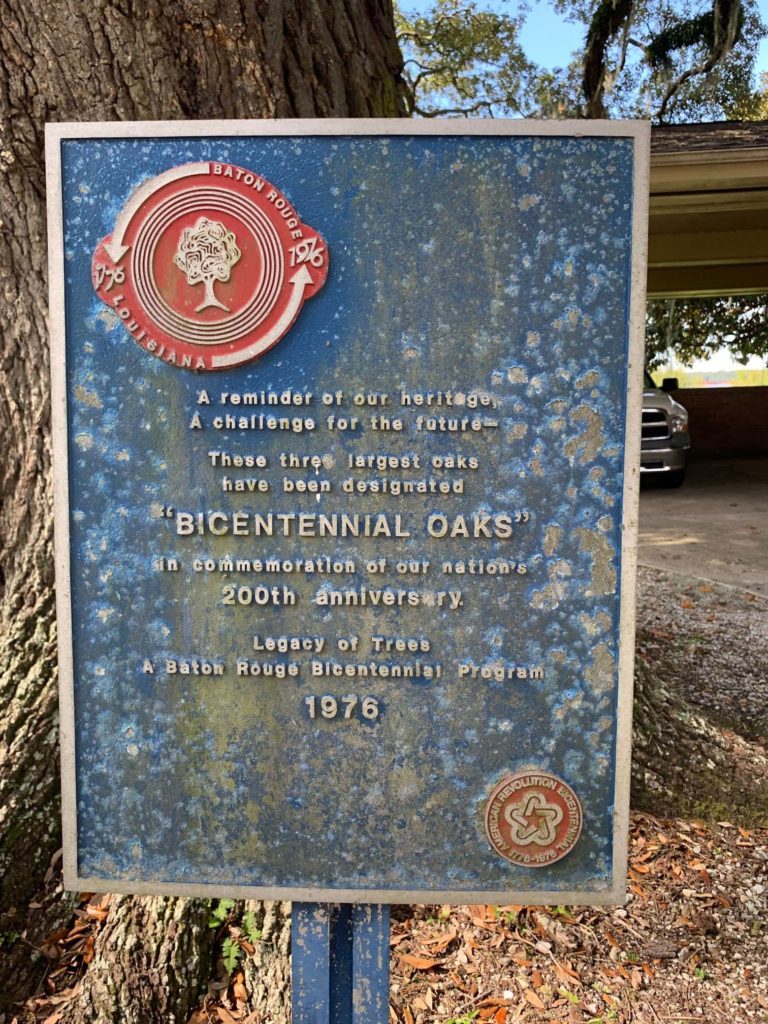 BATON ROUGE
1776 1976
LOUISIANA
A reminder of our heritage,
A challenge for the future—
These three largest oaks
have been designated
"BICENTENNIAL OAKS"
in commemoration of our nation's
200th anniversary.
Legacy of Trees
A Baton Rouge Bicentennial Program
1976
AMERICAN REVOLUTION BICENTENNIAL
1776-1976